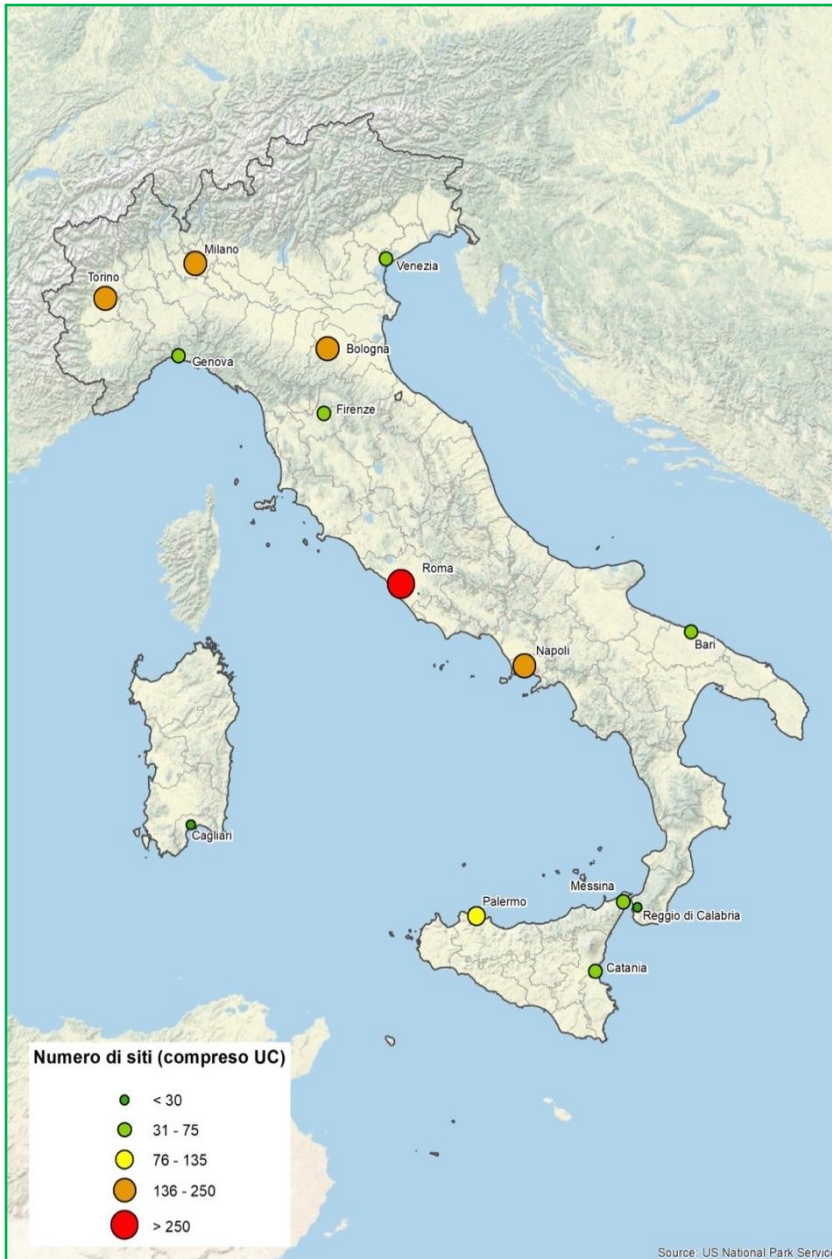 Milano
Venezia
Torino
Bologna
Genova
Firenze
Roma
Bari
Napoli
Cagliari
Messina
Palermo
Reggio di Calabria
Catania
Numero di siti (compreso UC)
< 30
31 - 75
76 - 135
136 - 250
> 250
Source: US National Park Service